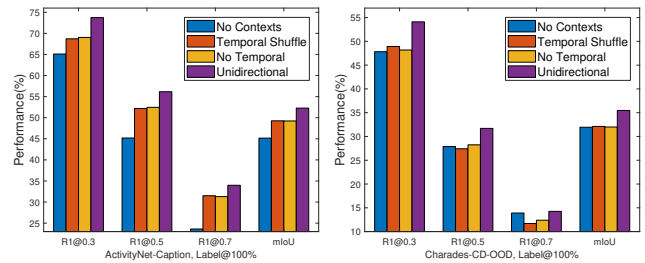 75
70
65
60
55
50
45
40
35
30
25
Performance(%)
No Contexts
Temporal Shuffle
No Temporal
Unidirectional
R1@0.3 R1@0.5 R1@0.7 mIoU
ActivityNet-Caption, Label@100%
55
50
45
40
35
30
25
20
15
10
Performance(%)
No Contexts
Temporal Shuffle
No Temporal
Unidirectional
R1@0.3 R1@0.5 R1@0.7 mIoU
Charades-CD-OOD, Label@100%